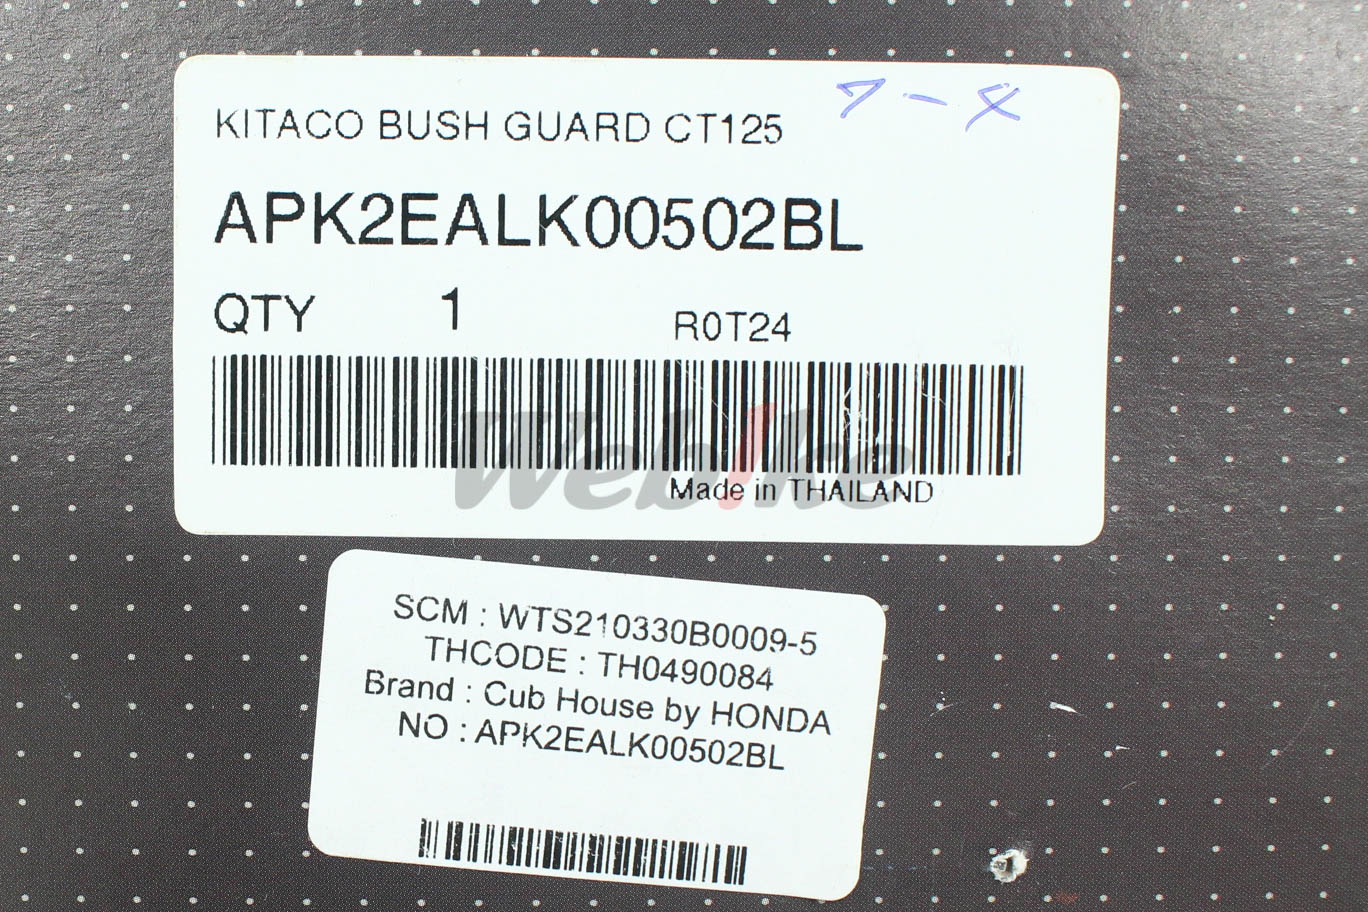 KITACO BUSH GUARD CT125
APK2EALK00502BL
QTY 1 R0T24
Made in THAILAND
Webike
SCM : WTS210330B0009-5
THCODE : TH0490084
Brand : Cub House by HONDA
NO : APK2EALK00502BL